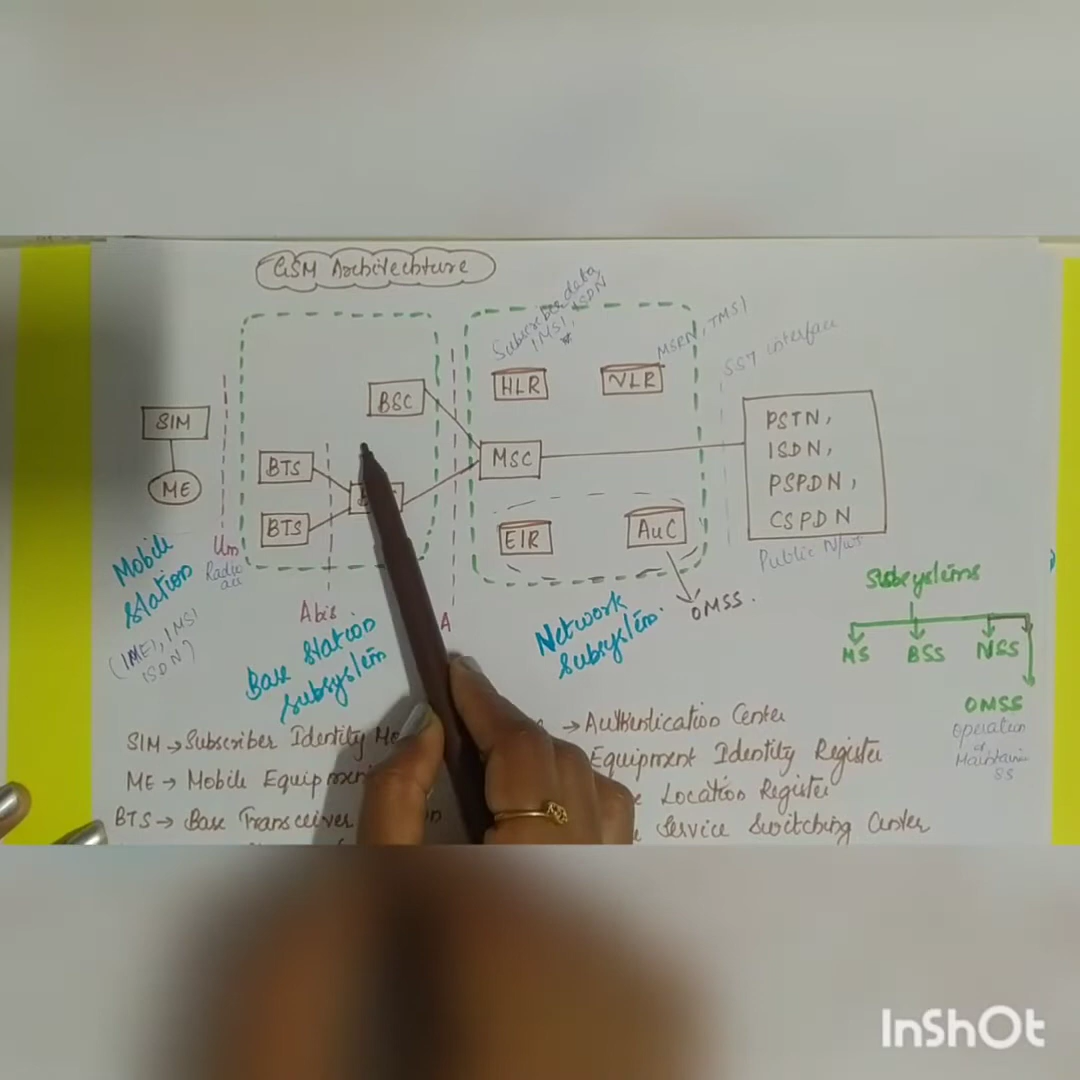 GSM Architechture
Subscriber data,
IMSI, ISDN
MSRN, TMSI
SS7 interface
SIM
ME
BSC
BTS
BTS
HLR
VLR
MSC
EIR
AuC
PSTN,
ISDN,
PSPDN,
CSPDN
Public N/w
OMSS.
Um
Radio
Abis
A
Mobile
Station
(IMEI, IMSI
ISDN)
Base Station
Subsystem
Network
Subsystem.
Subsystems
MS BSS NSS
OMSS
Operation
SS
SIM → Subscriber Identity
ME → Mobile
BTS → Base Transceiver
→ Authentication Center
Equipment Identity Register
Location Register
Service Switching Center
InShOt